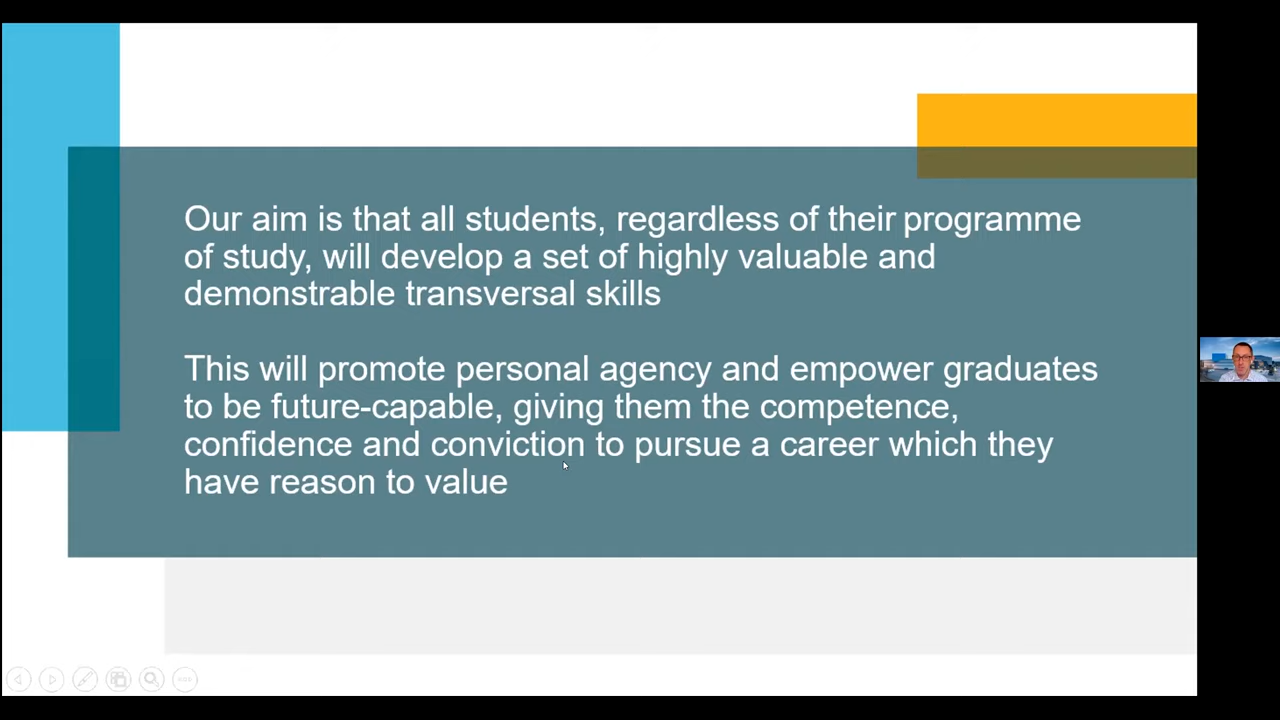 Our aim is that all students, regardless of their programme
of study, will develop a set of highly valuable and
demonstrable transversal skills
This will promote personal agency and empower graduates
to be future-capable, giving them the competence,
confidence and conviction to pursue a career which they
have reason to value